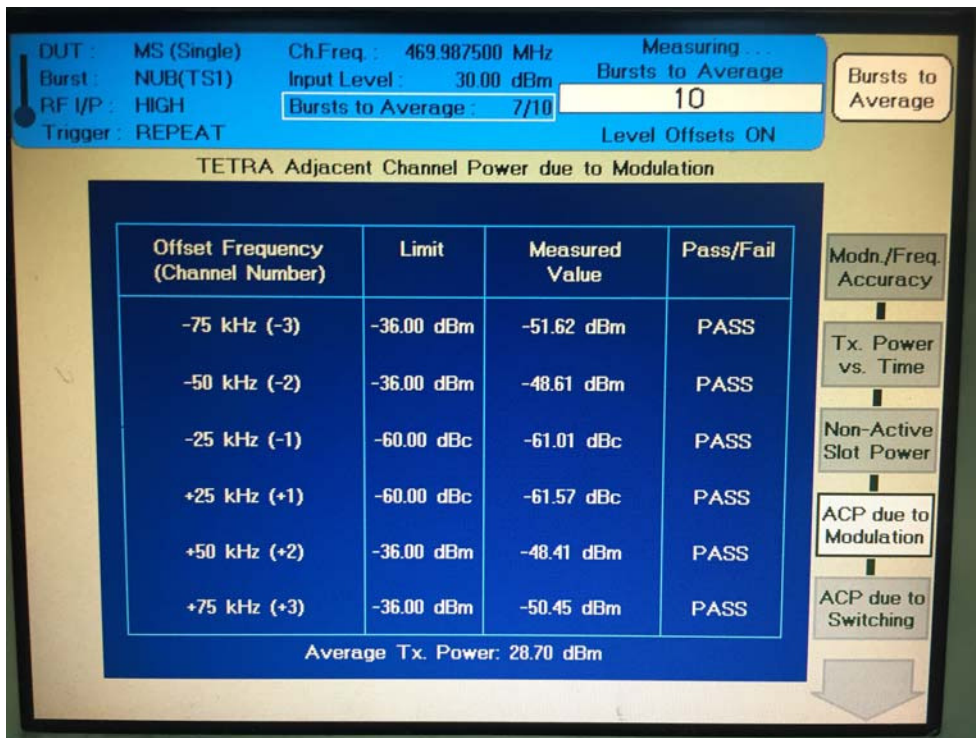 DUT : MS (Single) Ch.Freq. : 469.987500 MHz Measuring . . .
Burst : NUB(TS1) Input Level : 30.00 dBm Bursts to Average
RF I/P : HIGH Bursts to Average : 7/10 10
Trigger : REPEAT Level Offsets ON
Bursts to
Average
TETRA Adjacent Channel Power due to Modulation
Offset Frequency Limit Measured Pass/Fail
(Channel Number) Value
-75 kHz (-3) -36.00 dBm -51.62 dBm PASS
-50 kHz (-2) -36.00 dBm -48.61 dBm PASS
-25 kHz (-1) -60.00 dBc -61.01 dBc PASS
+25 kHz (+1) -60.00 dBc -61.57 dBc PASS
+50 kHz (+2) -36.00 dBm -48.41 dBm PASS
+75 kHz (+3) -36.00 dBm -50.45 dBm PASS
Average Tx. Power: 28.70 dBm
Modn./Freq.
Accuracy
Tx. Power
vs. Time
Non-Active
Slot Power
ACP due to
Modulation
ACP due to
Switching